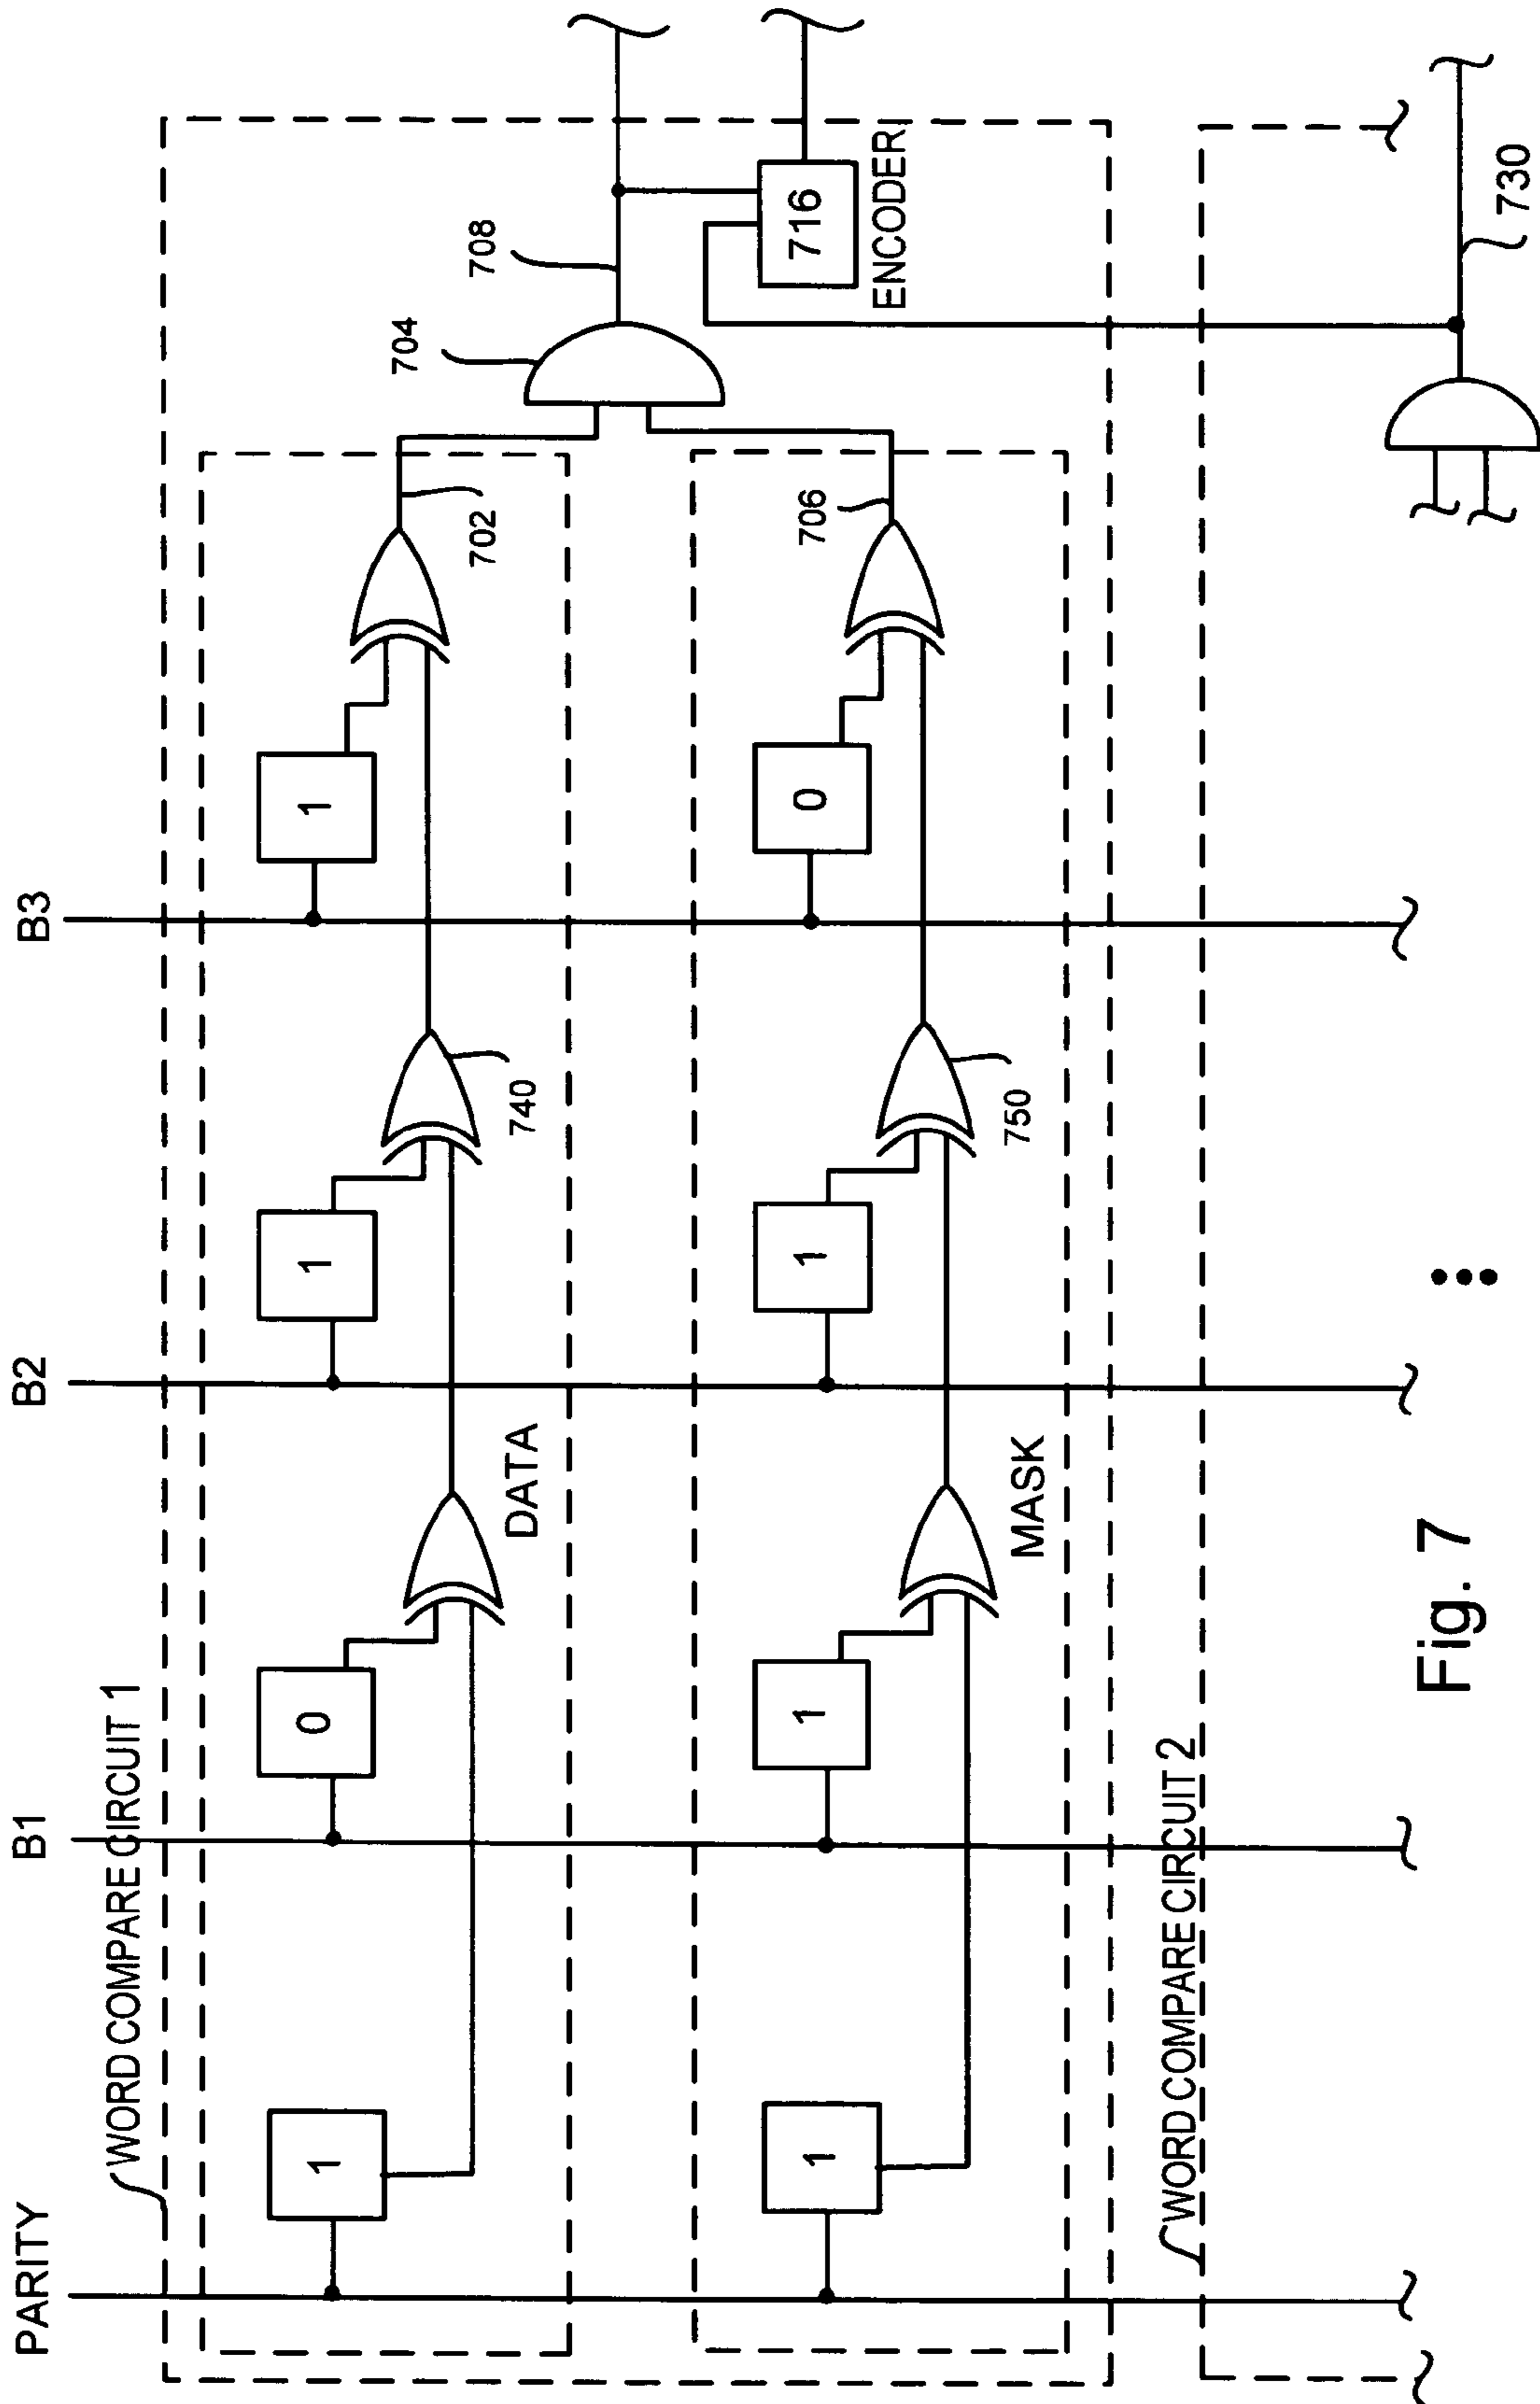 PARITY
B1
B2
B3
WORD COMPARE CIRCUIT 1
1
0
1
1
DATA
740
702
704
708
1
1
1
0
MASK
750
706
716
ENCODER
WORD COMPARE CIRCUIT 2
730
Fig. 7